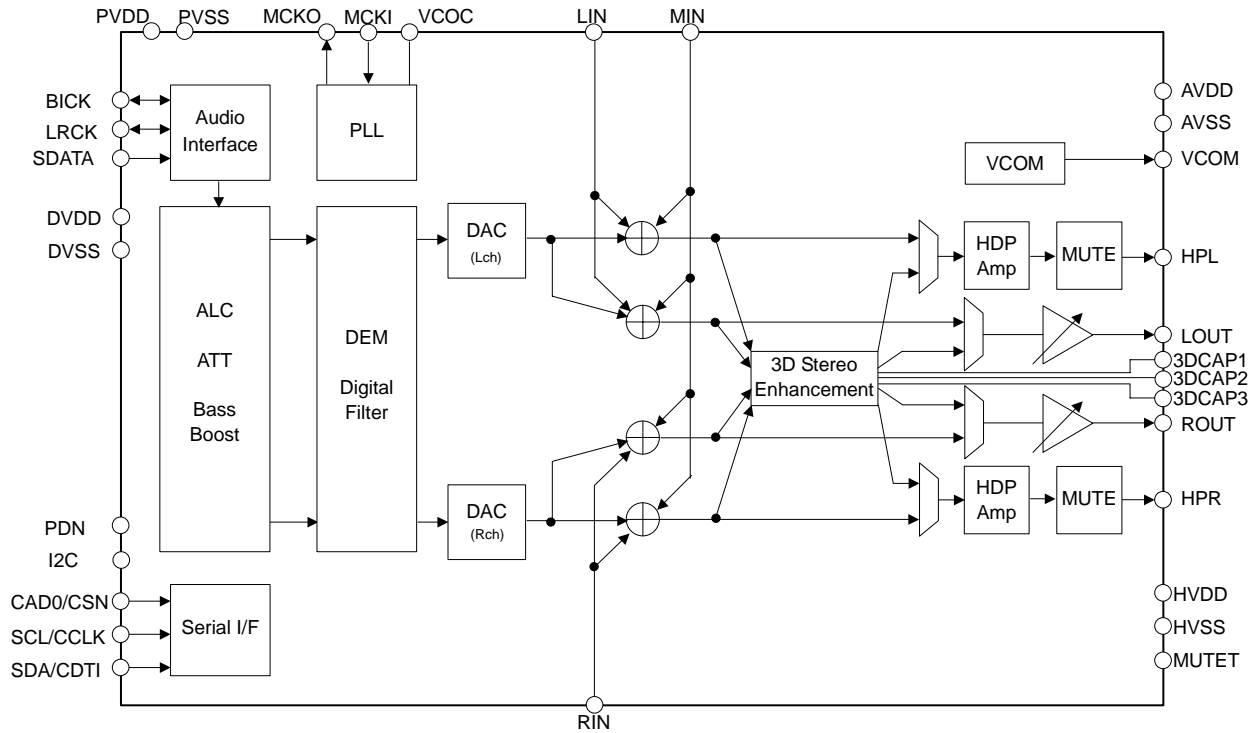 PVDD
PVSS
MCKO
MCKI
VCOC
LIN
MIN
BICK
LRCK
SDATA
Audio
Interface
PLL
AVDD
AVSS
VCOM
VCOM
DVDD
DVSS
DAC
(Lch)
HDP
Amp
MUTE
HPL
ALC
ATT
Bass
Boost
DEM
Digital
Filter
3D Stereo
Enhancement
LOUT
3DCAP1
3DCAP2
3DCAP3
ROUT
DAC
(Rch)
HDP
Amp
MUTE
HPR
PDN
I2C
CAD0/CSN
SCL/CCLK
SDA/CDTI
Serial I/F
HVDD
HVSS
MUTET
RIN